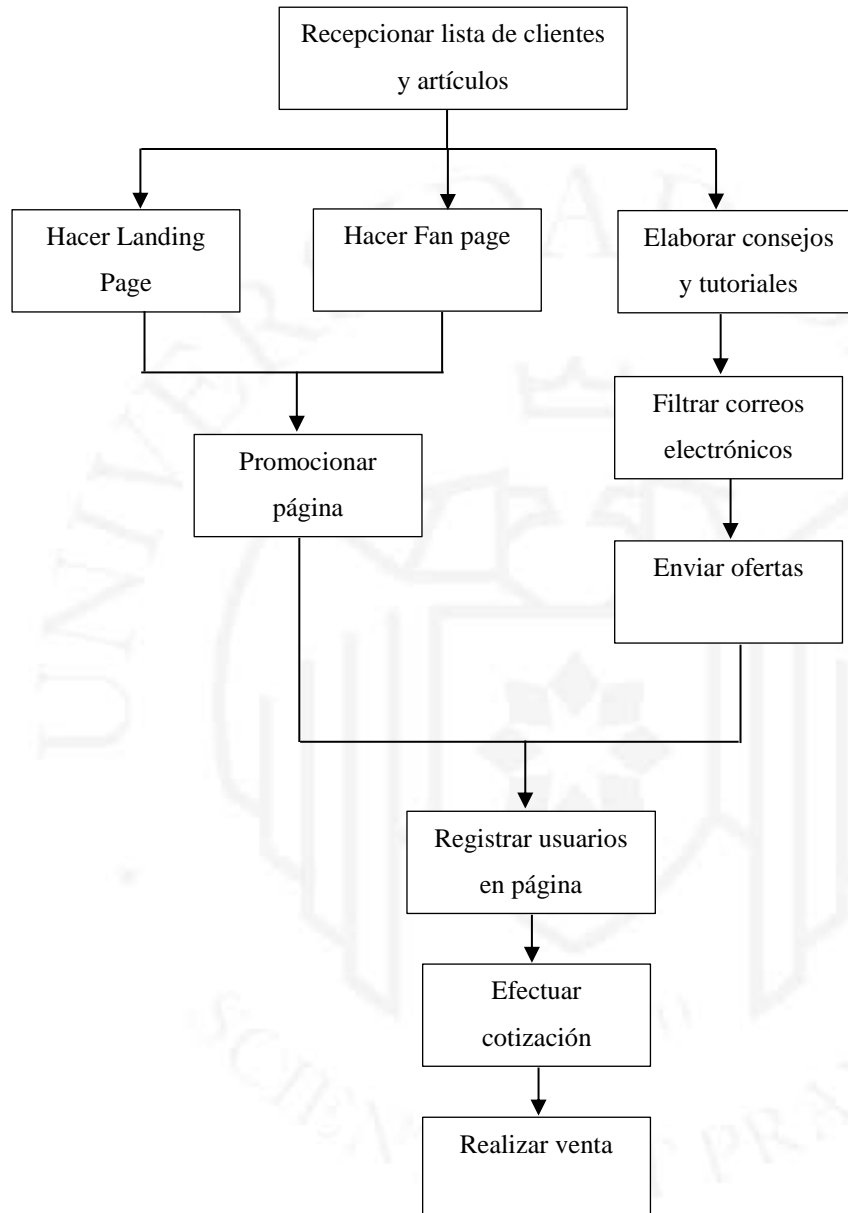 Recepcionar lista de clientes
y artículos
Hacer Landing
Page
Hacer Fan page
Elaborar consejos
y tutoriales
Filtrar correos
electrónicos
Promocionar
página
Enviar ofertas
Registrar usuarios
en página
Efectuar
cotización
Realizar venta